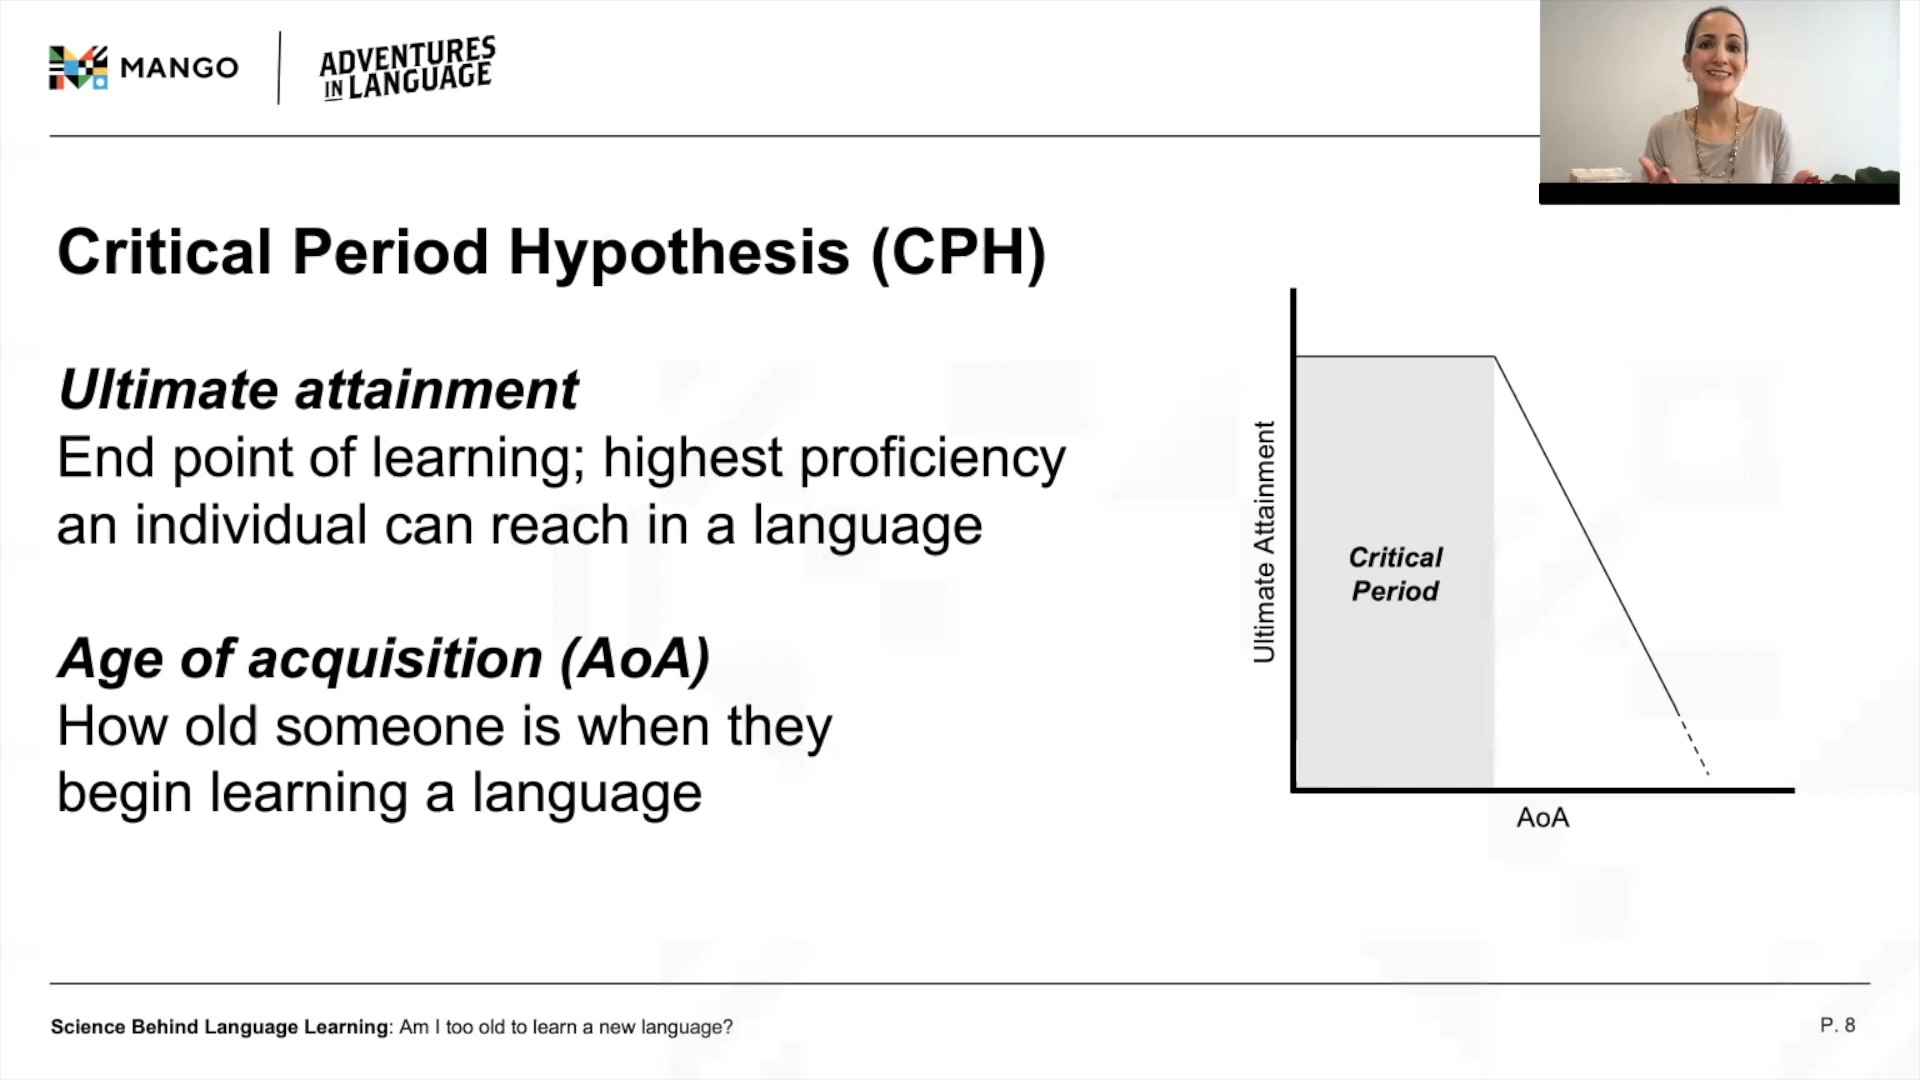 MANGO
ADVENTURES
IN LANGUAGE
Critical Period Hypothesis (CPH)
Ultimate attainment
End point of learning; highest proficiency
an individual can reach in a language
Age of acquisition (AoA)
How old someone is when they
begin learning a language
Ultimate Attainment
Critical
Period
AoA
Science Behind Language Learning: Am I too old to learn a new language?
P. 8